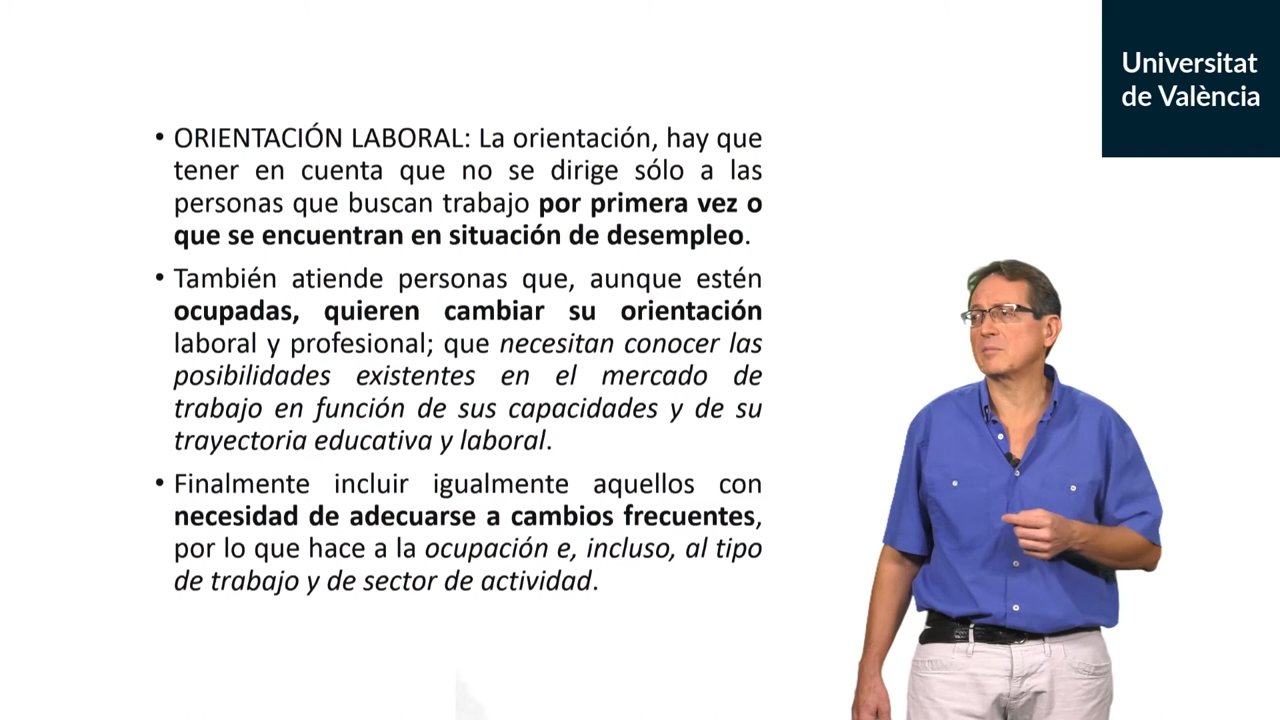 Universitat
de València
• ORIENTACIÓN LABORAL: La orientación, hay que
tener en cuenta que no se dirige sólo a las
personas que buscan trabajo por primera vez o
que se encuentran en situación de desempleo.
• También atiende personas que, aunque estén
ocupadas, quieren cambiar su orientación
laboral y profesional; que necesitan conocer las
posibilidades existentes en el mercado de
trabajo en función de sus capacidades y de su
trayectoria educativa y laboral.
• Finalmente incluir igualmente aquellos con
necesidad de adecuarse a cambios frecuentes,
por lo que hace a la ocupación e, incluso, al tipo
de trabajo y de sector de actividad.